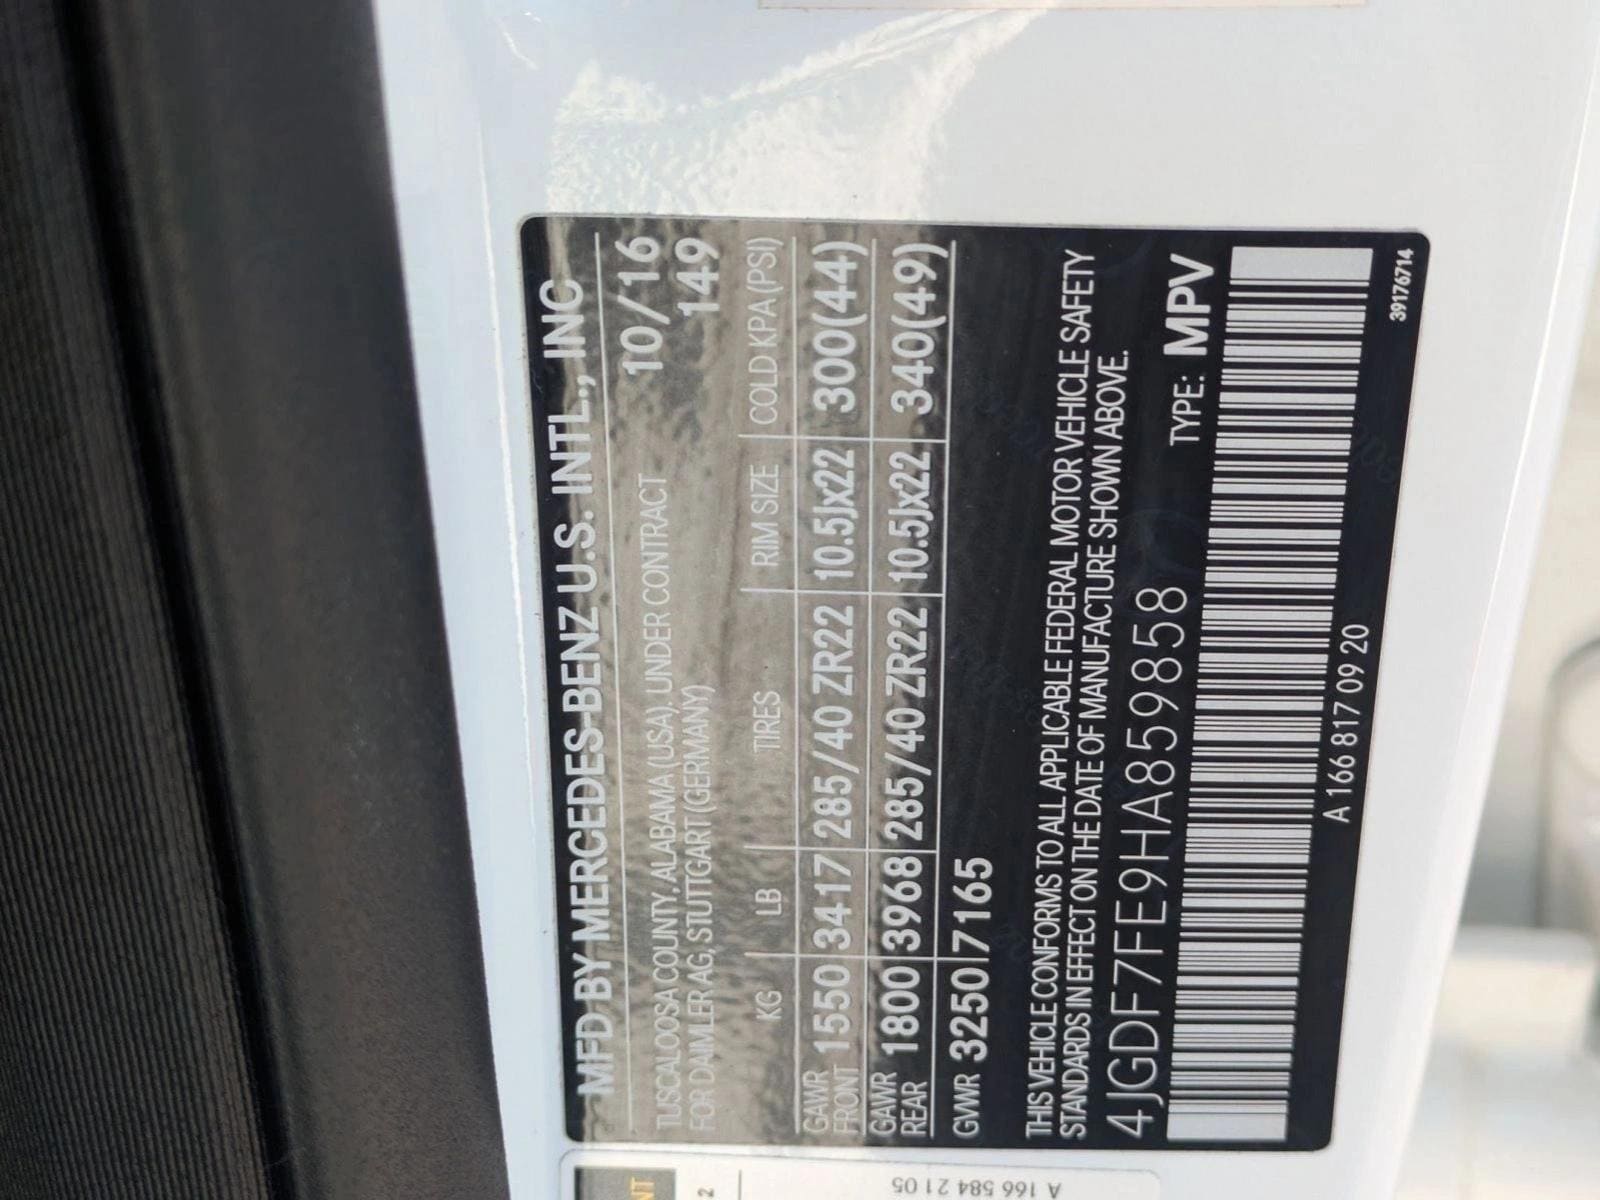 MFD BY MERCEDES-BENZ U.S. INTL., INC
TUSCALOOSA COUNTY, ALABAMA (USA), UNDER CONTRACT 10/16
FOR DAIMLER AG, STUTTGART (GERMANY) 149
KG LB TIRES RIM SIZE COLD KPA (PSI)
GAWR FRONT 1550 3417 285/40 ZR22 10.5Jx22 300(44)
GAWR REAR 1800 3968 285/40 ZR22 10.5Jx22 340(49)
GVWR 3250 7165
THIS VEHICLE CONFORMS TO ALL APPLICABLE FEDERAL MOTOR VEHICLE SAFETY
STANDARDS IN EFFECT ON THE DATE OF MANUFACTURE SHOWN ABOVE.
4JGDF7FE9HA859858 TYPE: MPV
A 166 817 09 20
39176714
2
A 166 584 21 05